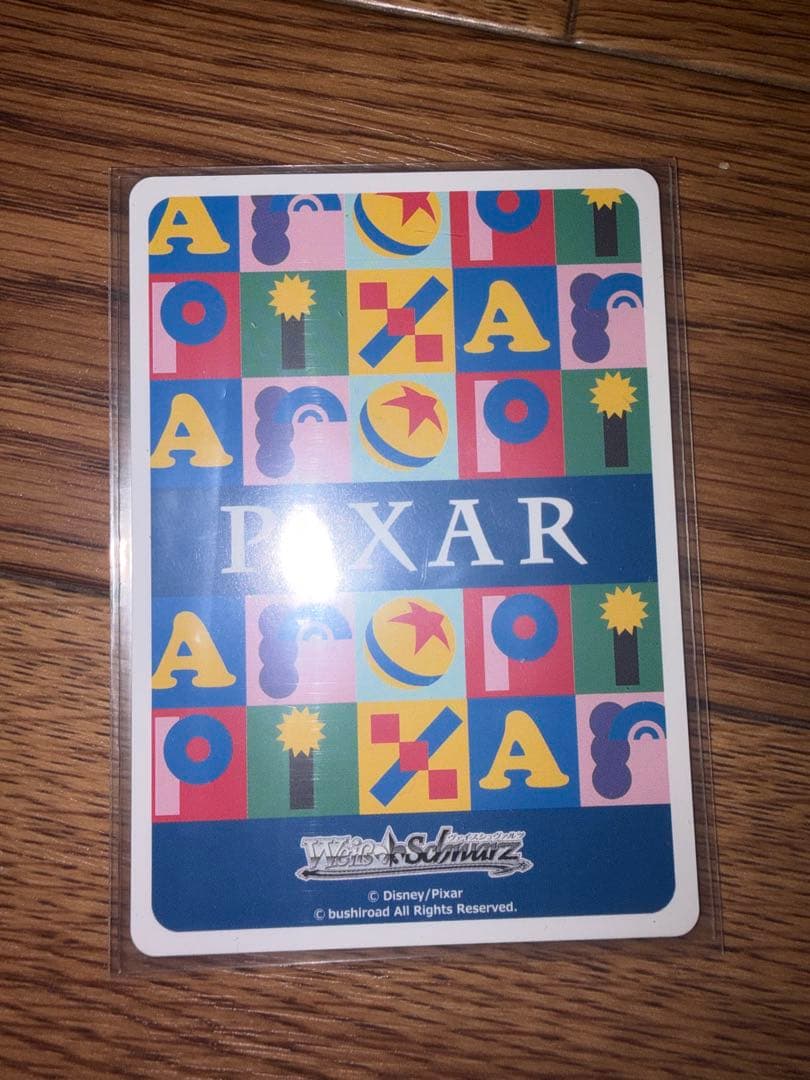 A r p i
p i x A r
A r p i
PIXAR
A r p i
p i x A r
ヴァイスシュヴァルツ
Weiß Schwarz
© Disney/Pixar
© bushiroad All Rights Reserved.